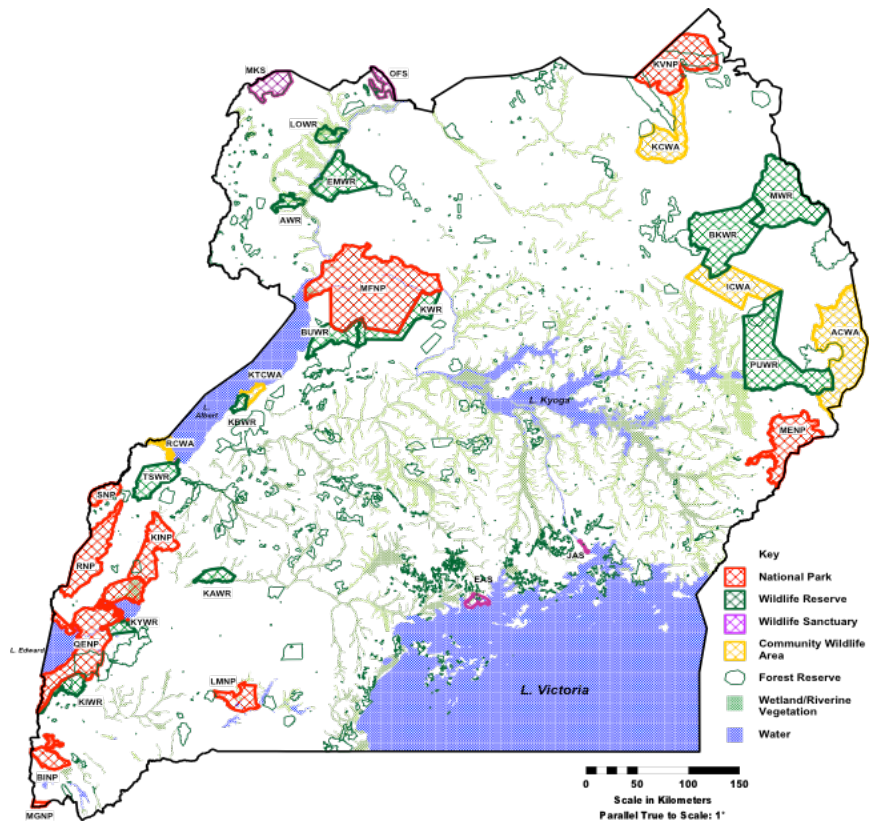 MKS
OFS
KVNP
LOWR
KCWA
EMWR
MWR
AWR
BKWR
MFNP
ICWA
KWR
ACWA
BUWR
PUWR
KTCWA
L.
Albert
L. Kyoga
KBWR
MENP
RCWA
TSWR
SNP
KINP
JAS
RNP
EAS
KAWR
KYWR
QENP
L. Edward
LMNP
L. Victoria
KIWR
BINP
MGNP
Key
National Park
Wildlife Reserve
Wildlife Sanctuary
Community Wildlife
Area
Forest Reserve
Wetland/Riverine
Vegetation
Water
0 50 100 150
Scale in Kilometers
Parallel True to Scale: 1°